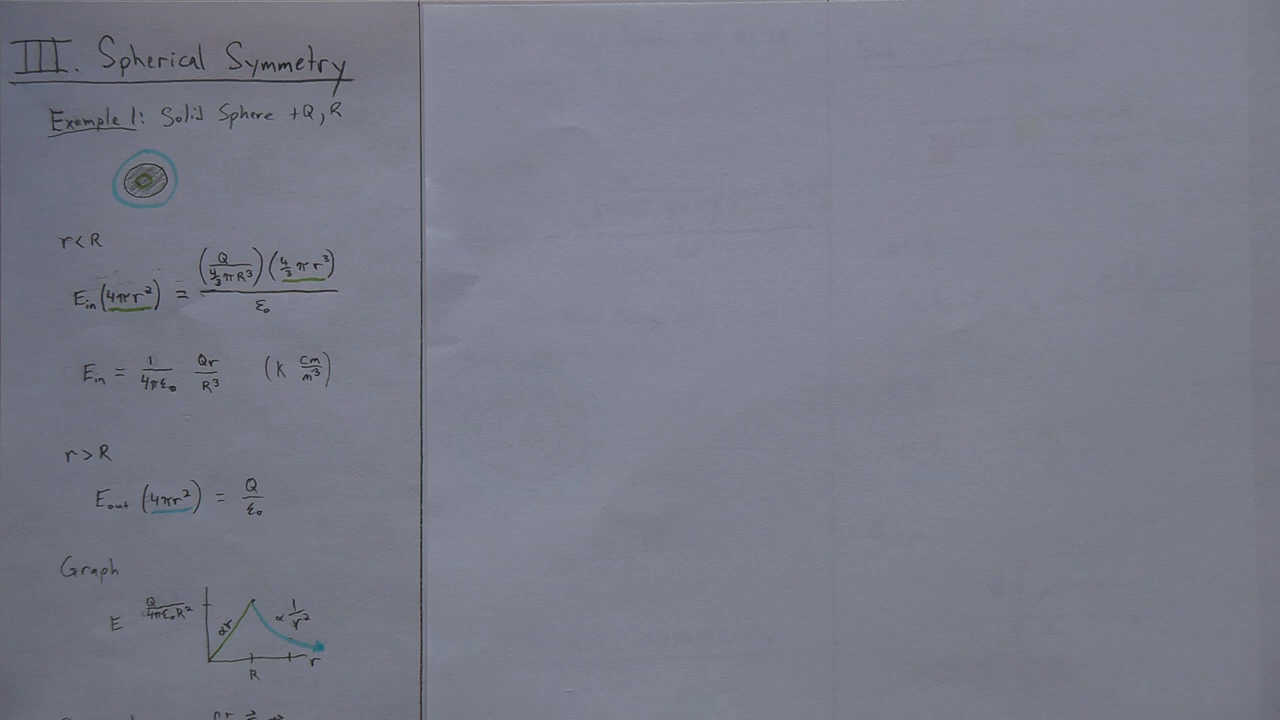 III. Spherical Symmetry
Example 1: Solid Sphere +Q, R
r < R
E_in (4πr²) = (Q / (4/3 πR³)) (4/3 πr³) / ε₀
E_in = 1/(4πε₀) Qr/R³ (k Cm/m³)
r > R
E_out (4πr²) = Q/ε₀
Graph
E Q/(4πε₀R²) ∝r ∝ 1/r² r
R